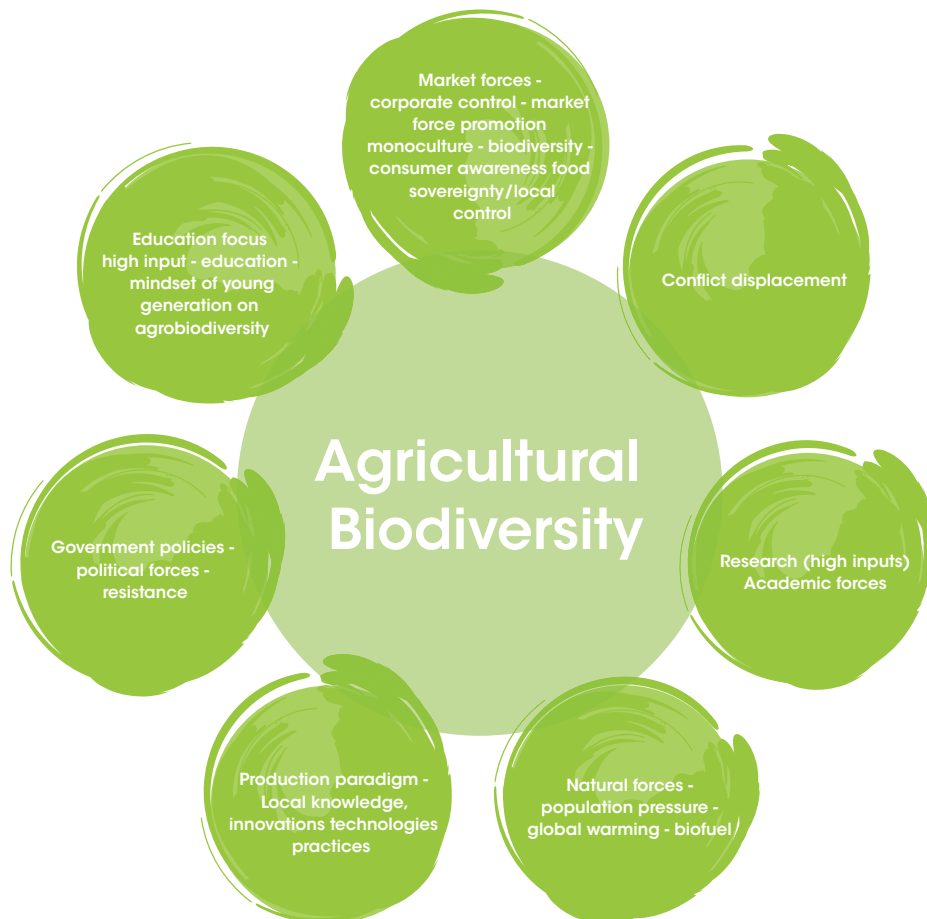 Market forces -
corporate control - market
force promotion
monoculture - biodiversity -
consumer awareness food
sovereignty/local
control
Education focus
high input - education -
mindset of young
generation on
agrobiodiversity
Conflict displacement
Agricultural
Biodiversity
Government policies -
political forces -
resistance
Research (high inputs)
Academic forces
Production paradigm -
Local knowledge,
innovations technologies
practices
Natural forces -
population pressure -
global warming - biofuel